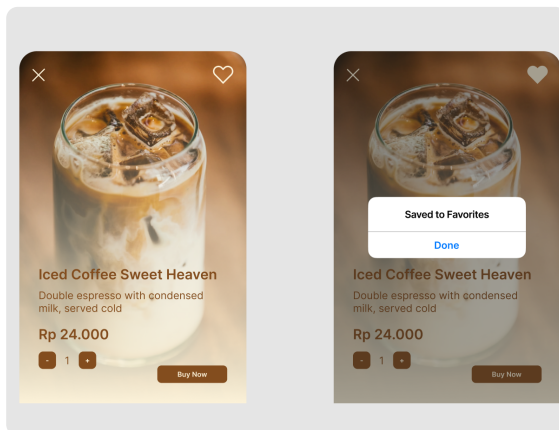 Iced Coffee Sweet Heaven
Double espresso with condensed
milk, served cold
Rp 24.000
- 1 +
Buy Now
Saved to Favorites
Done
Iced Coffee Sweet Heaven
Double espresso with condensed
milk, served cold
Rp 24.000
- 1 +
Buy Now